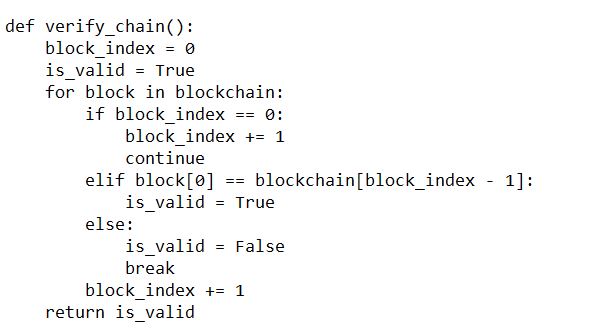 def verify_chain():
    block_index = 0
    is_valid = True
    for block in blockchain:
        if block_index == 0:
            block_index += 1
            continue
        elif block[0] == blockchain[block_index - 1]:
            is_valid = True
        else:
            is_valid = False
            break
        block_index += 1
    return is_valid